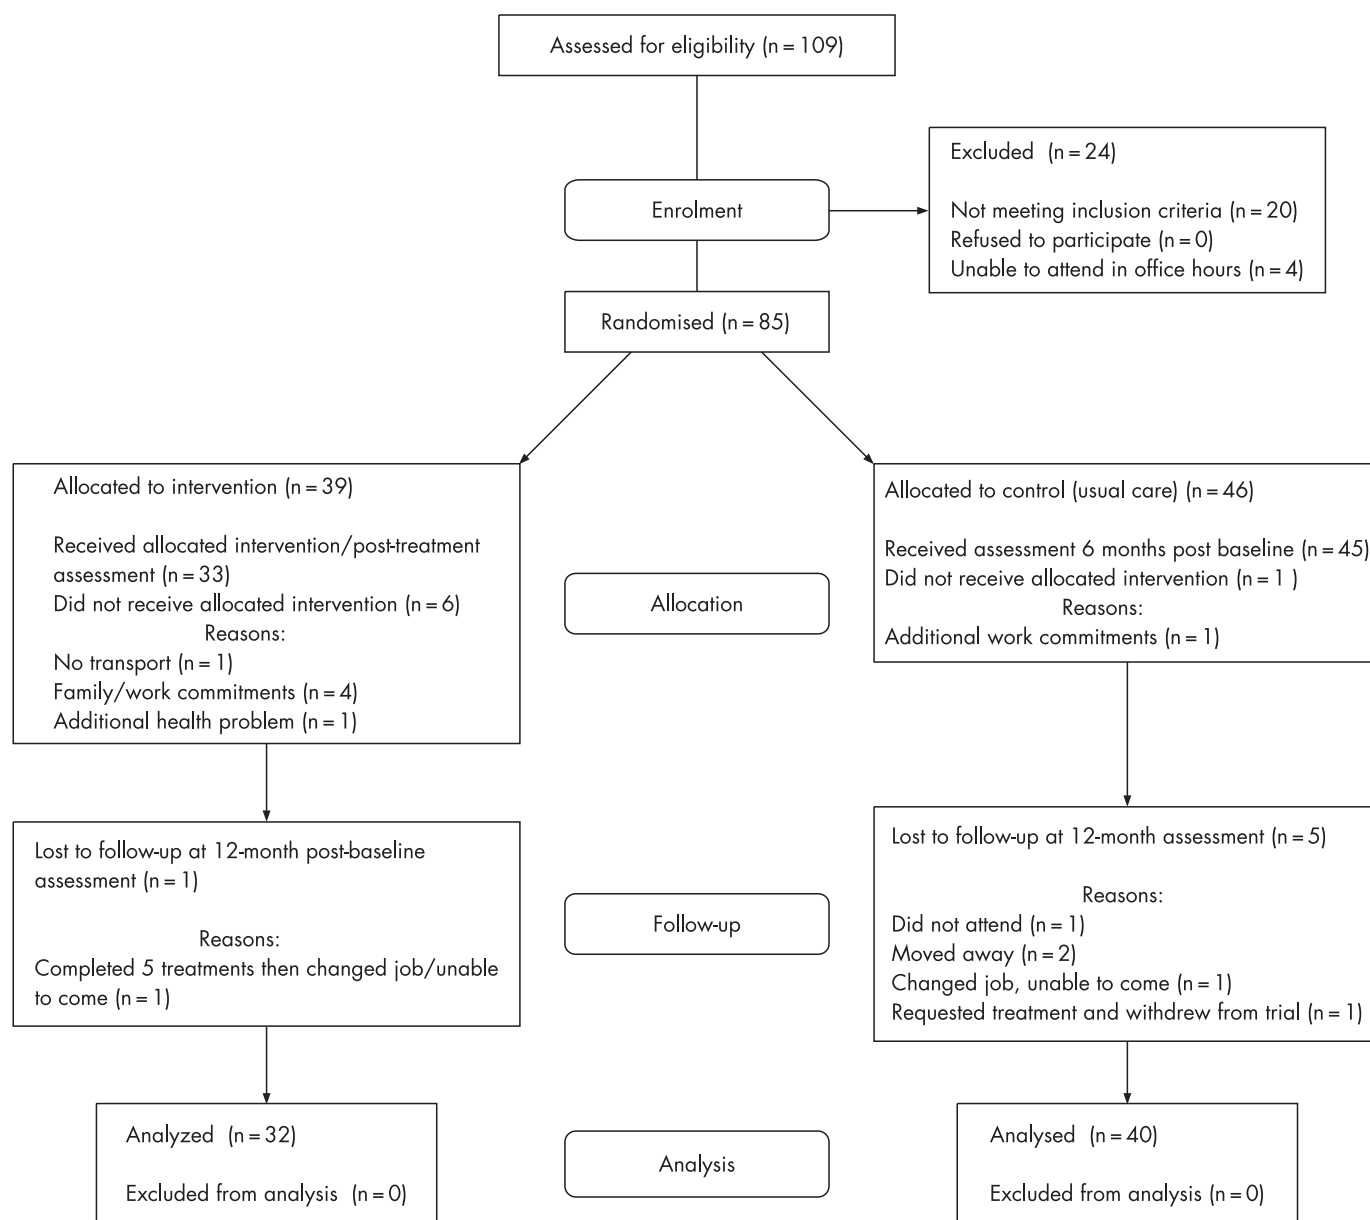 Assessed for eligibility (n = 109)
Excluded (n = 24)
Not meeting inclusion criteria (n = 20)
Refused to participate (n = 0)
Unable to attend in office hours (n = 4)
Enrolment
Randomised (n = 85)
Allocated to intervention (n = 39)
Received allocated intervention/post-treatment
assessment (n = 33)
Did not receive allocated intervention (n = 6)
Reasons:
No transport (n = 1)
Family/work commitments (n = 4)
Additional health problem (n = 1)
Allocation
Allocated to control (usual care) (n = 46)
Received assessment 6 months post baseline (n = 45)
Did not receive allocated intervention (n = 1 )
Reasons:
Additional work commitments (n = 1)
Lost to follow-up at 12-month post-baseline
assessment (n = 1)
Reasons:
Completed 5 treatments then changed job/unable
to come (n = 1)
Follow-up
Lost to follow-up at 12-month assessment (n = 5)
Reasons:
Did not attend (n = 1)
Moved away (n = 2)
Changed job, unable to come (n = 1)
Requested treatment and withdrew from trial (n = 1)
Analyzed (n = 32)
Excluded from analysis (n = 0)
Analysis
Analysed (n = 40)
Excluded from analysis (n = 0)